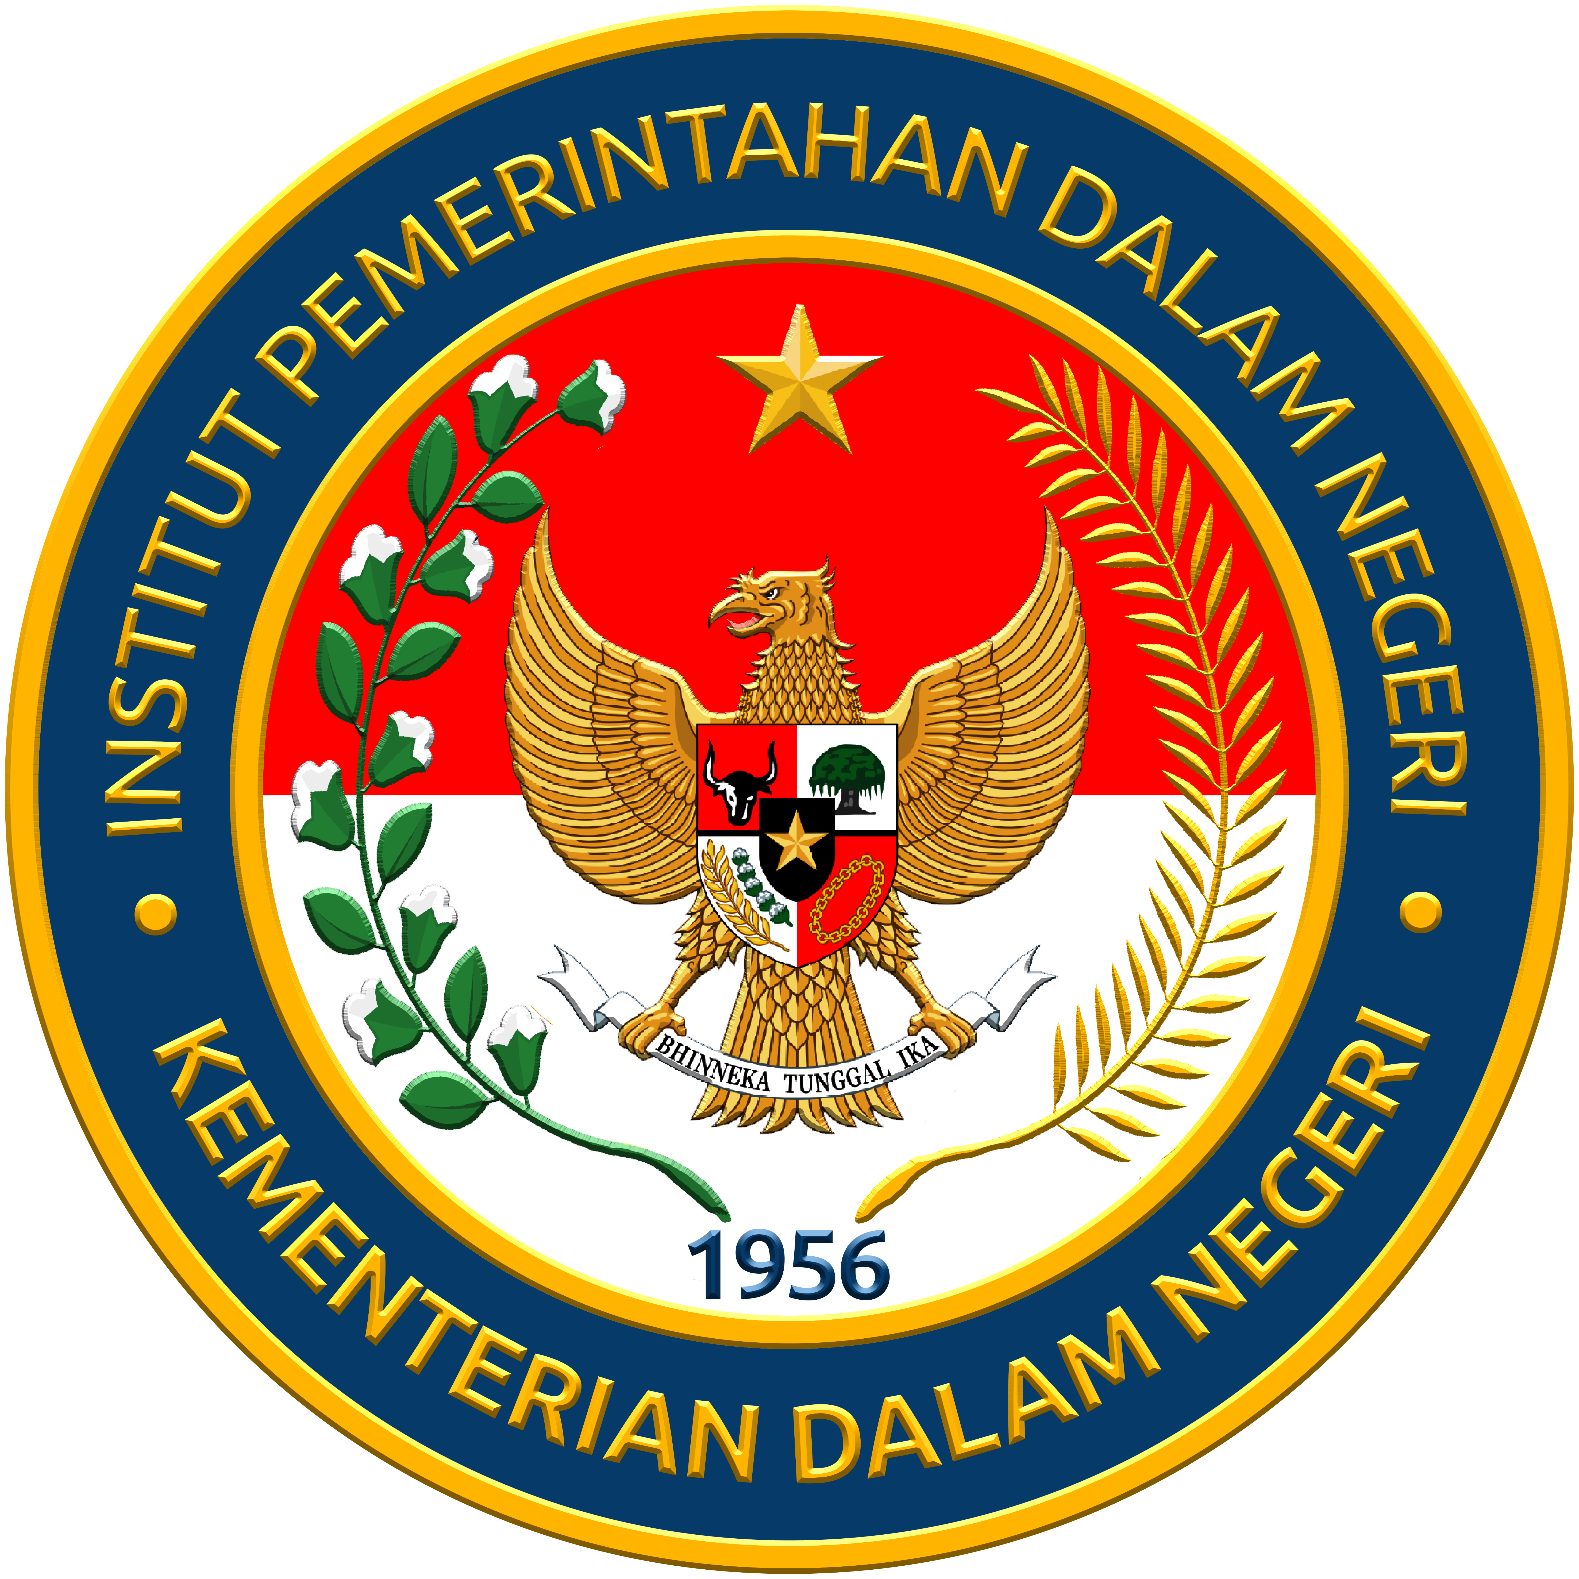 INSTITUT PEMERINTAHAN DALAM NEGERI
BHINNEKA TUNGGAL IKA
1956
KEMENTERIAN DALAM NEGERI